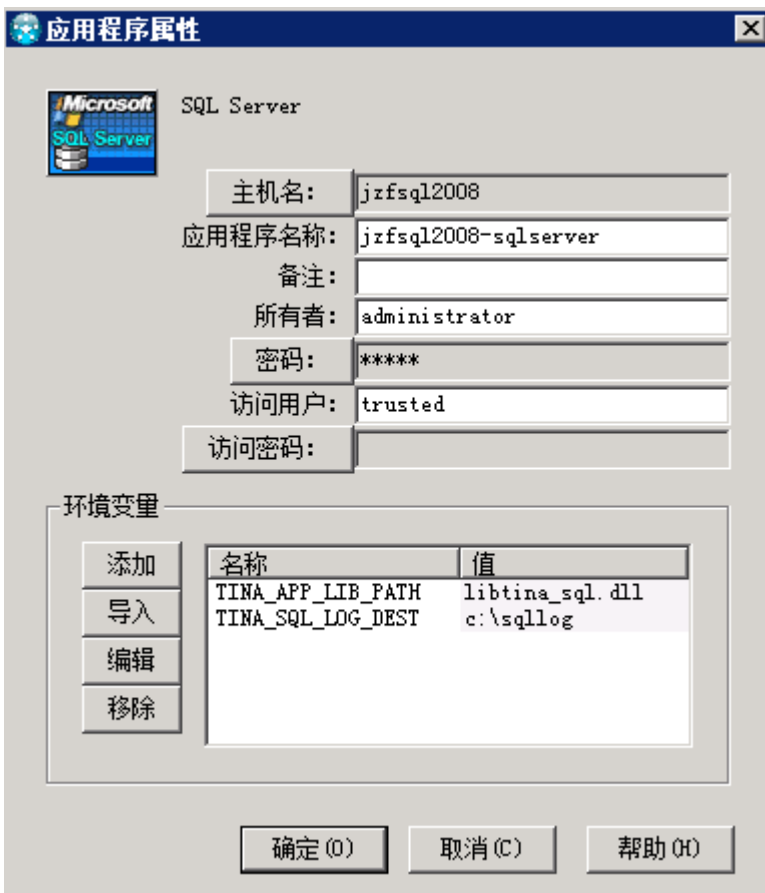 应用程序属性
Microsoft
SQL Server
SQL Server
主机名: jzfsql2008
应用程序名称: jzfsql2008-sqlserver
备注:
所有者: administrator
密码: *****
访问用户: trusted
访问密码:
环境变量
添加
导入
编辑
移除
名称 值
TINA_APP_LIB_PATH libtina_sql.dll
TINA_SQL_LOG_DEST c:\sqllog
确定(O) 取消(C) 帮助(H)